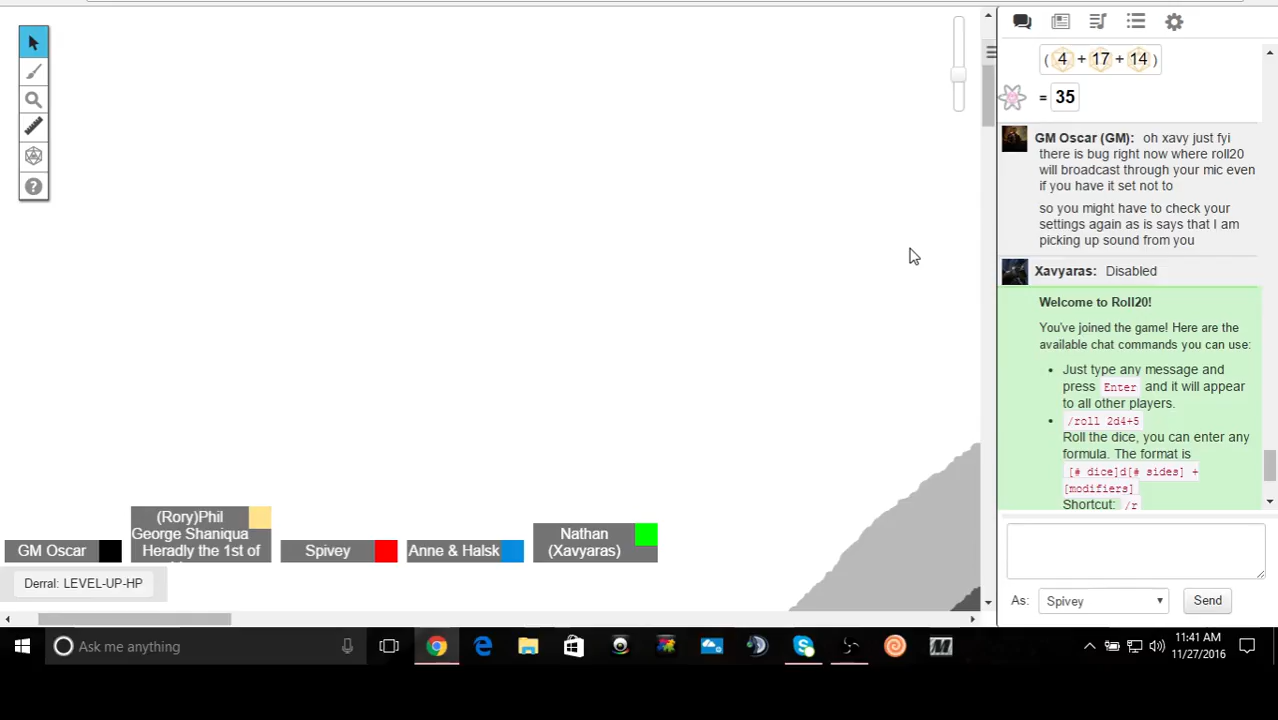 (4 + 17 + 14)
= 35
GM Oscar (GM): oh xavy just fyi
there is bug right now where roll20
will broadcast through your mic even
if you have it set not to
so you might have to check your
settings again as is says that I am
picking up sound from you
Xavyaras: Disabled
Welcome to Roll20!
You've joined the game! Here are the
available chat commands you can use:
• Just type any message and
press Enter and it will appear
to all other players.
• /roll 2d4+5
Roll the dice, you can enter any
formula. The format is
[# dice]d[# sides] +
[modifiers]
Shortcut: /r
As: Spivey
Send
GM Oscar
(Rory)Phil
George Shaniqua
Heradly the 1st of
Spivey
Anne & Halsk
Nathan
(Xavyaras)
Derral: LEVEL-UP-HP
Ask me anything
11:41 AM
11/27/2016